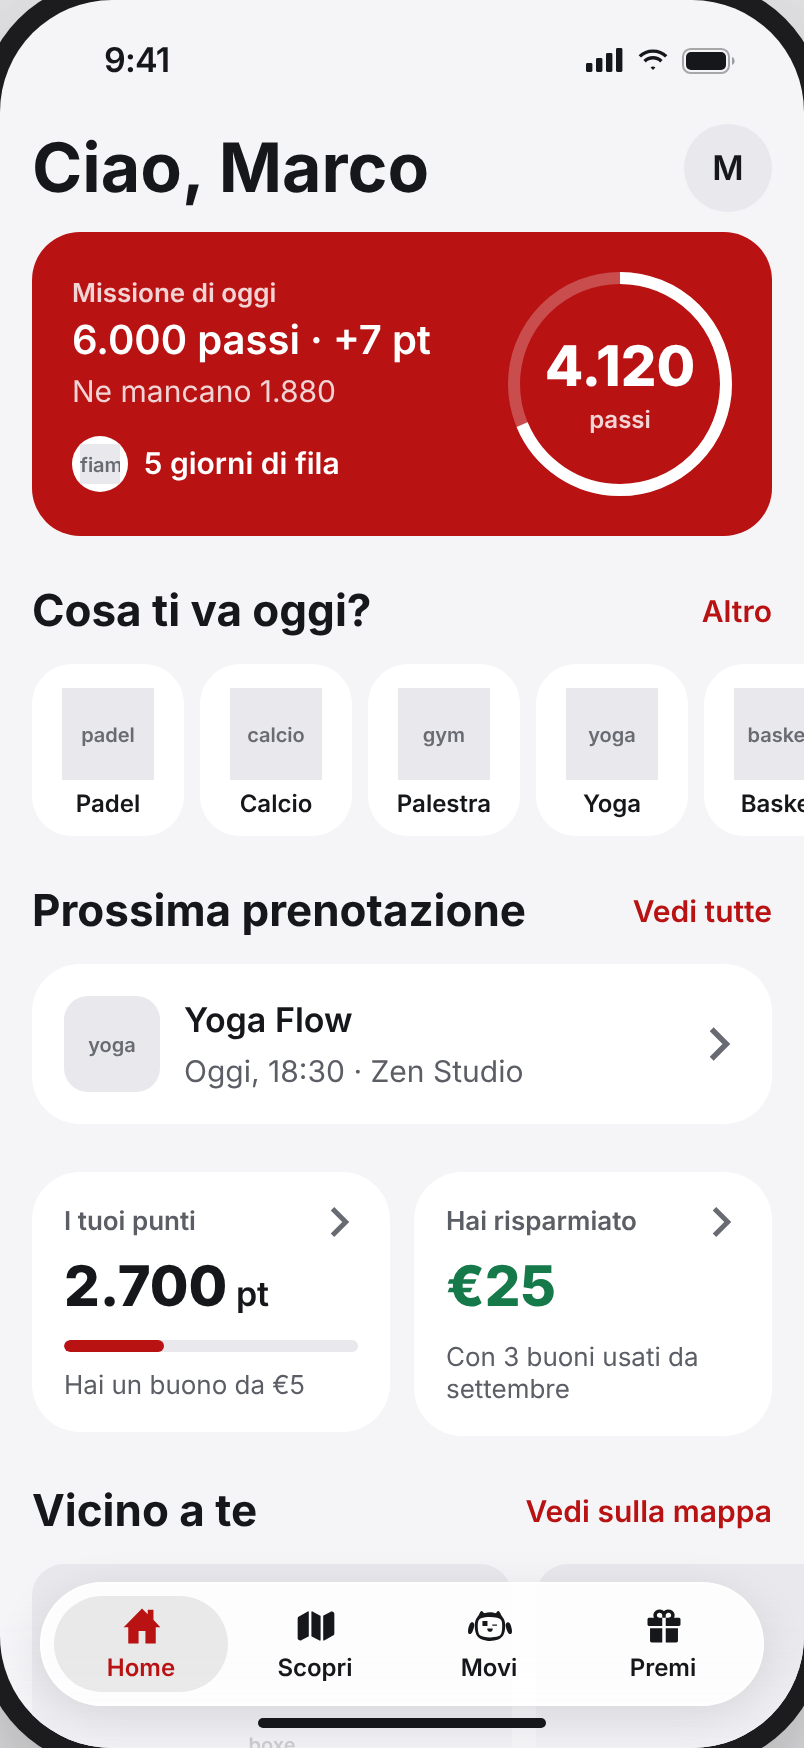 9:41
Ciao, Marco
M
Missione di oggi
6.000 passi · +7 pt
Ne mancano 1.880
fiam
5 giorni di fila
4.120
passi
Cosa ti va oggi?
Altro
padel
calcio
gym
yoga
baske
Padel
Calcio
Palestra
Yoga
Baske
Prossima prenotazione
Vedi tutte
yoga
Yoga Flow
Oggi, 18:30 · Zen Studio
I tuoi punti
2.700 pt
Hai un buono da €5
Hai risparmiato
€25
Con 3 buoni usati da
settembre
Vicino a te
Vedi sulla mappa
Home
Scopri
Movi
Premi
boxe